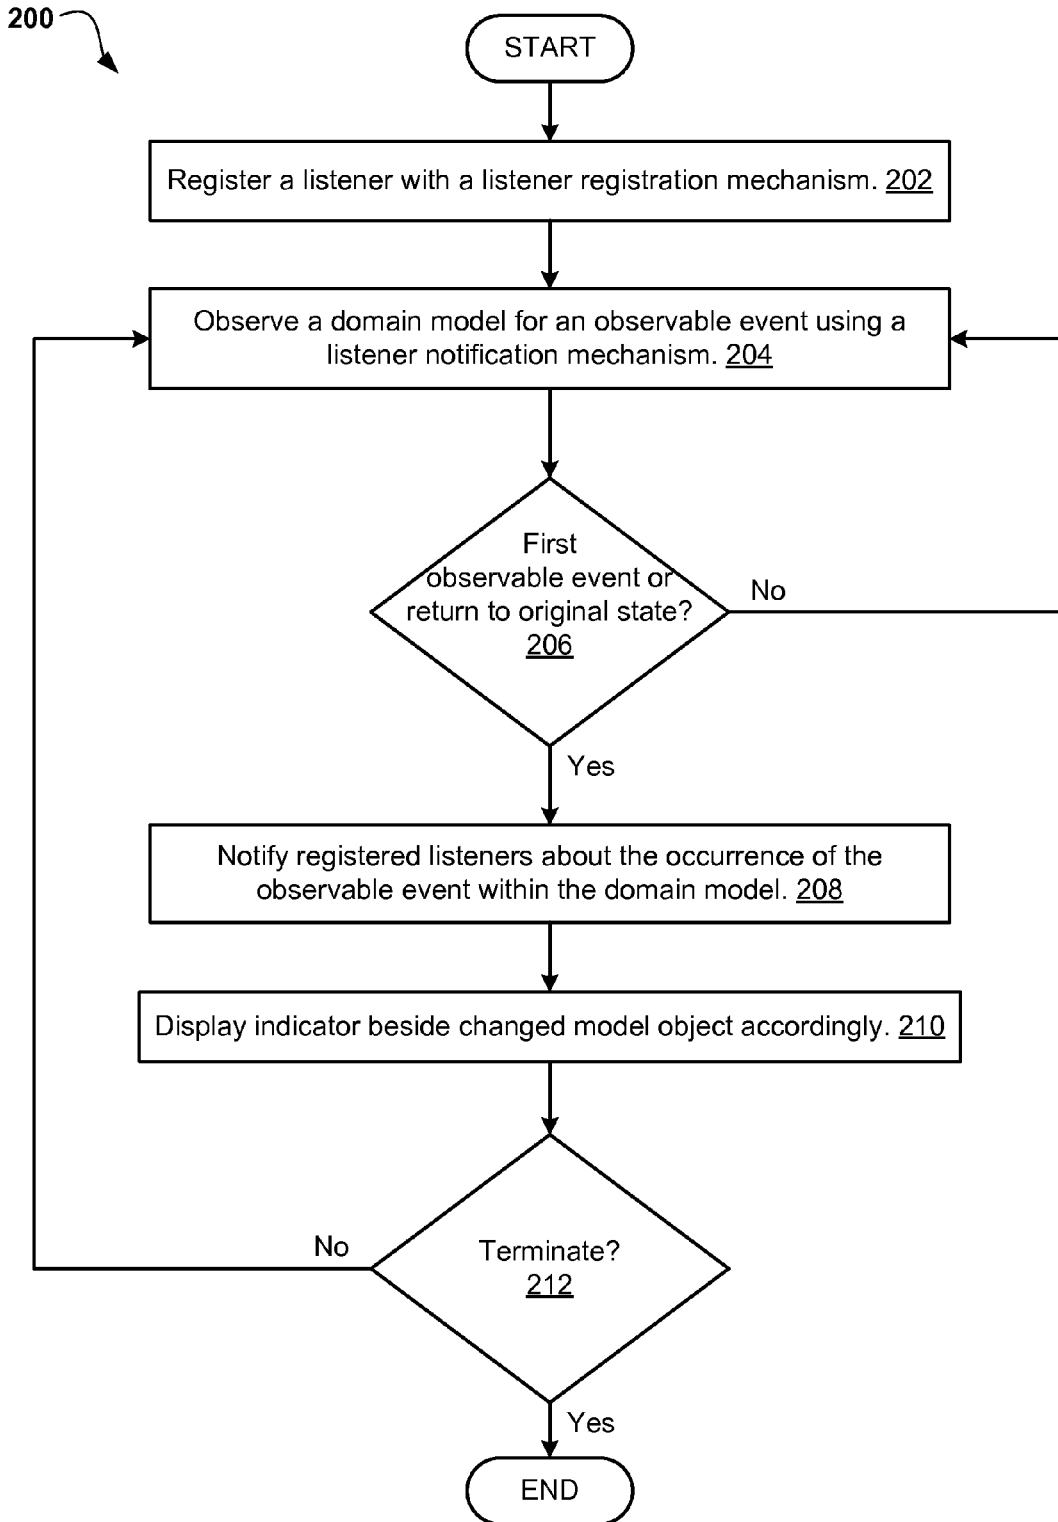 200
START
Register a listener with a listener registration mechanism. 202
Observe a domain model for an observable event using a
listener notification mechanism. 204
First
observable event or
return to original state?
206
No
Yes
Notify registered listeners about the occurrence of the
observable event within the domain model. 208
Display indicator beside changed model object accordingly. 210
No
Terminate?
212
Yes
END